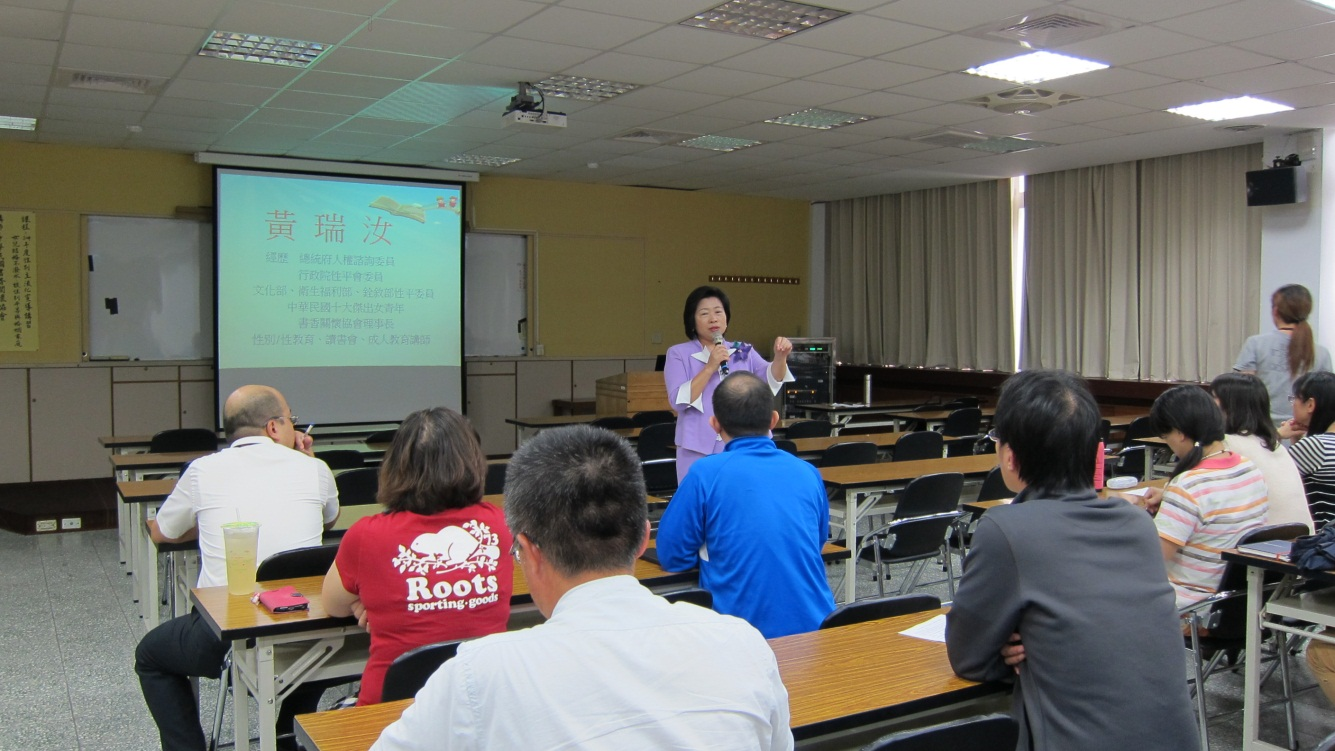 黃瑞汝
經歷 總統府人權諮詢委員
行政院性平會委員
文化部、衛生福利部、銓敘部性平委員
中華民國十大傑出女青年
書香關懷協會理事長
性別/性教育、讀書會、成人教育講師
Roots
sporting·goods
73